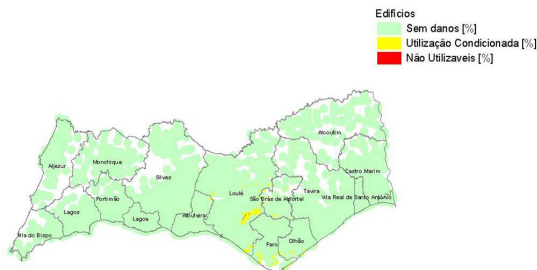 Edifícios
Sem danos [%]
Utilização Condicionada [%]
Não Utilizaveis [%]
Alcoutim
Aljezur
Monchique
Castro Marim
Silves
Loulé
Tavira
São Brás de Alportel
Vila Real de Santo António
Portimão
Lagos
Lagoa
Albufeira
Vila do Bispo
Faro
Olhão